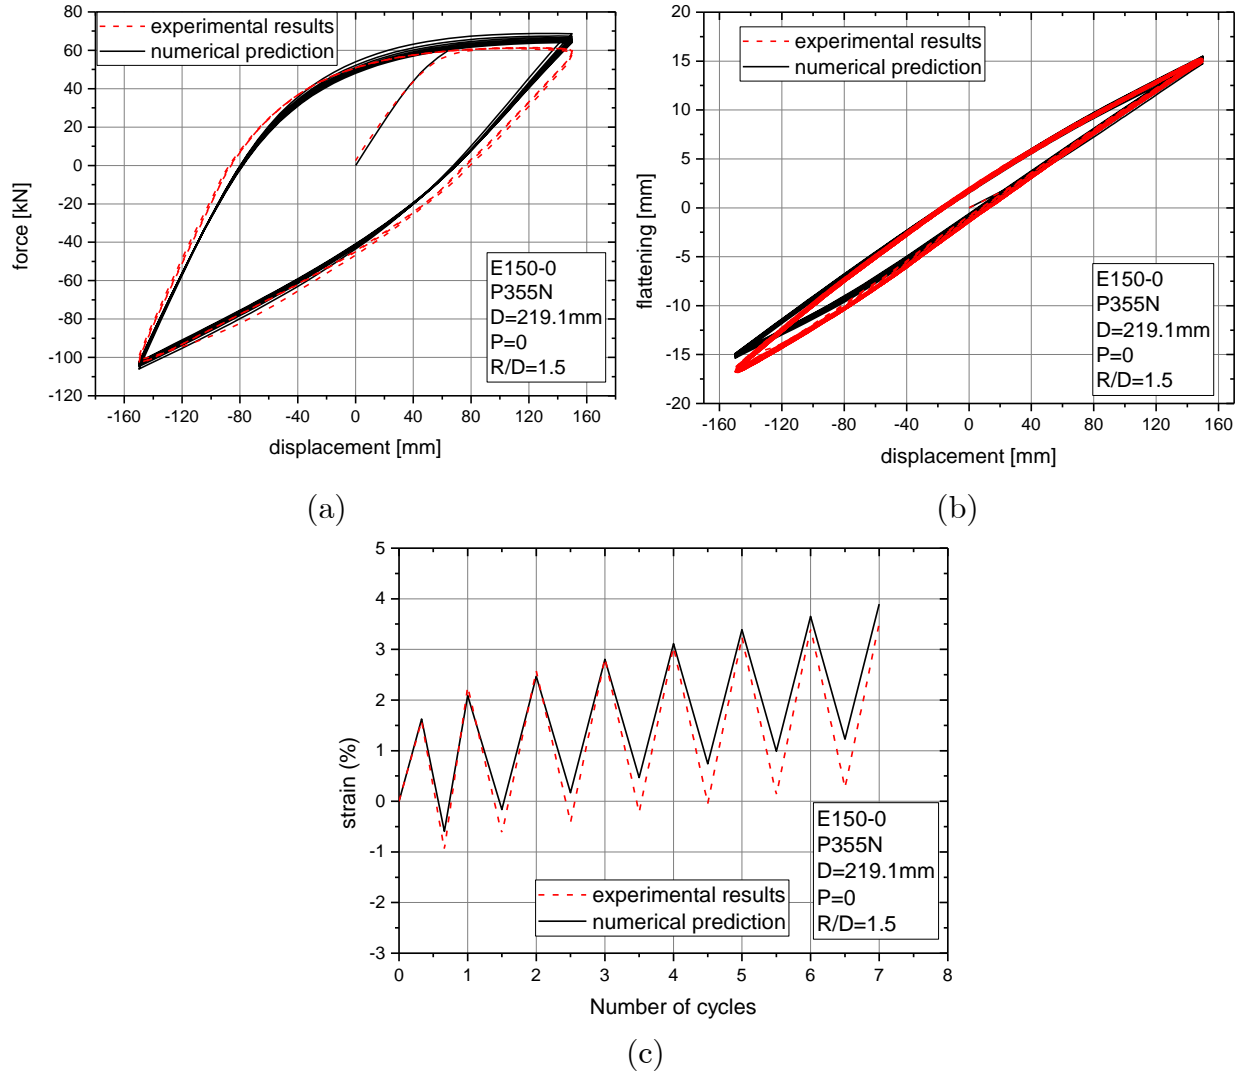 experimental results
numerical prediction
80
60
40
20
0
-20
-40
-60
-80
-100
-120
force [kN]
E150-0
P355N
D=219.1mm
P=0
R/D=1.5
-160 -120 -80 -40 0 40 80 120 160
displacement [mm]
(a)
experimental results
numerical prediction
20
15
10
5
0
-5
-10
-15
-20
flattening [mm]
E150-0
P355N
D=219.1mm
P=0
R/D=1.5
-160 -120 -80 -40 0 40 80 120 160
displacement [mm]
(b)
5
4
3
2
1
0
-1
-2
-3
strain (%)
E150-0
P355N
D=219.1mm
P=0
R/D=1.5
experimental results
numerical prediction
0 1 2 3 4 5 6 7 8
Number of cycles
(c)